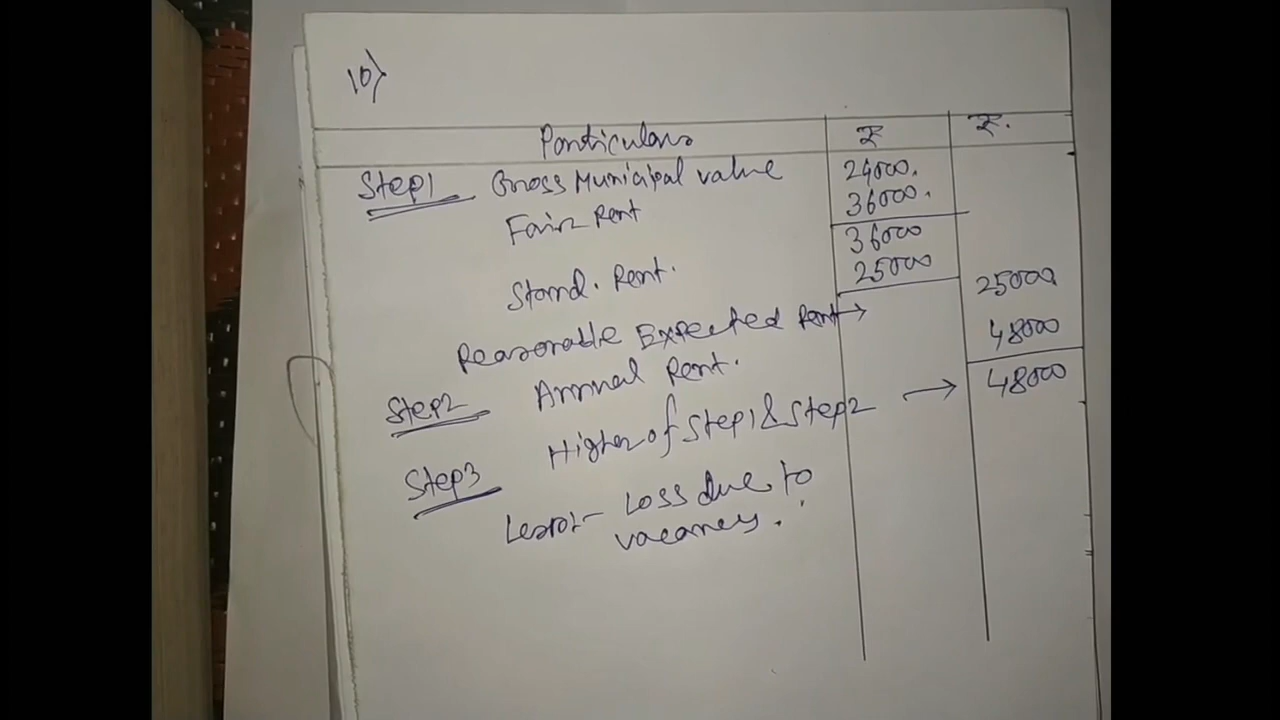 10)
Particulars ₹ ₹.
Step1 Gross Municipal value 24000.
Fair Rent 36000.
36000
Stand. Rent. 25000
Reasonable Expected Rent → 25000
Step2 Annual Rent. 48000
Step3 Higher of Step1 & Step2 → 48000
Less:- Loss due to
vacancy.